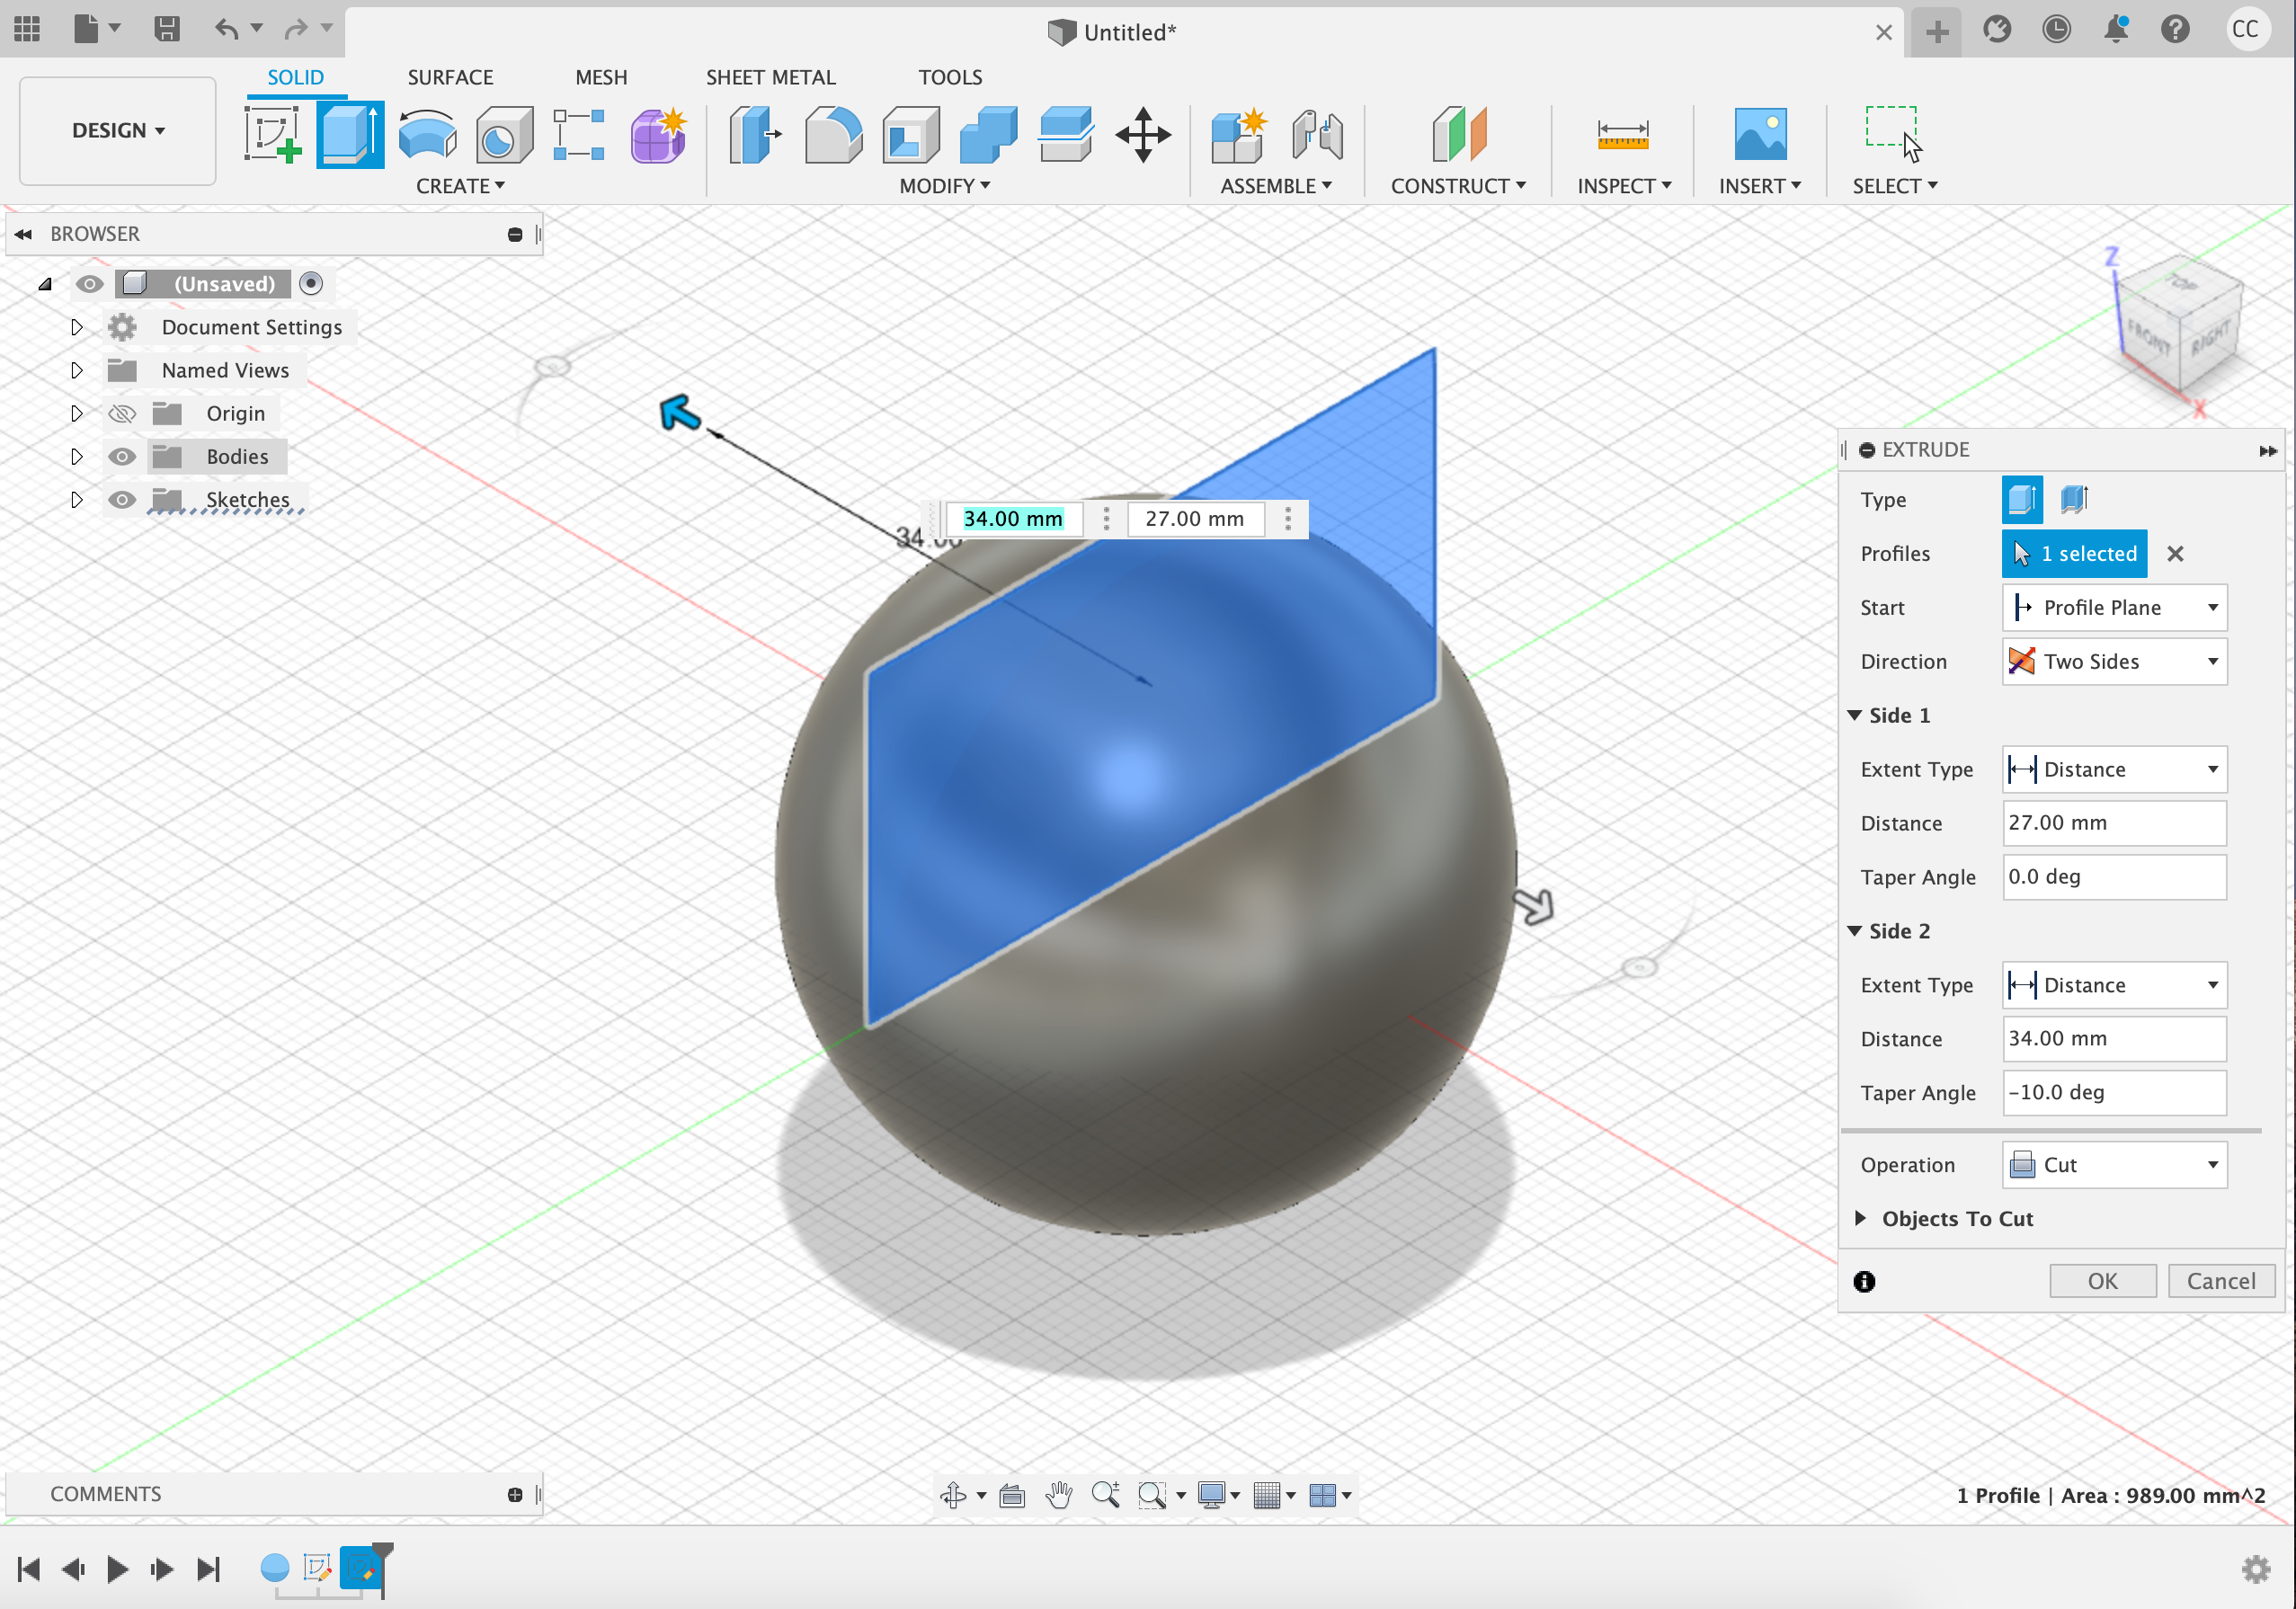 Untitled*
CC
DESIGN
SOLID
SURFACE
MESH
SHEET METAL
TOOLS
CREATE
MODIFY
ASSEMBLE
CONSTRUCT
INSPECT
INSERT
SELECT
BROWSER
(Unsaved)
Document Settings
Named Views
Origin
Bodies
Sketches
34.00 mm
27.00 mm
34.00
Z
TOP
FRONT
RIGHT
X
EXTRUDE
Type
Profiles 1 selected
Start Profile Plane
Direction Two Sides
Side 1
Extent Type Distance
Distance 27.00 mm
Taper Angle 0.0 deg
Side 2
Extent Type Distance
Distance 34.00 mm
Taper Angle -10.0 deg
Operation Cut
Objects To Cut
OK Cancel
COMMENTS
1 Profile | Area : 989.00 mm^2